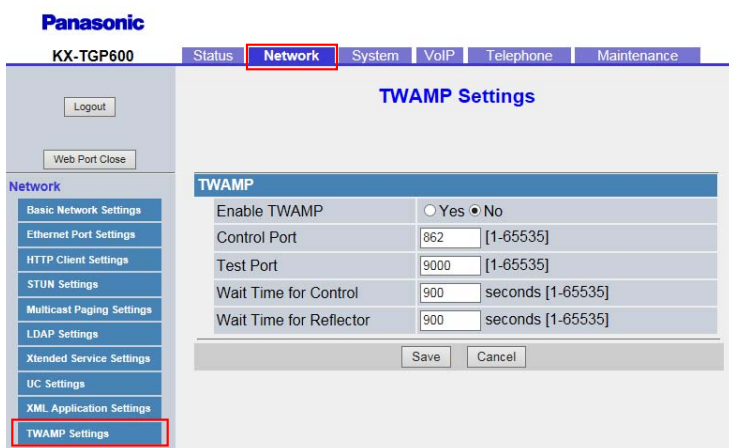 Panasonic
KX-TGP600
Status Network System VoIP Telephone Maintenance
Logout
Web Port Close
Network
Basic Network Settings
Ethernet Port Settings
HTTP Client Settings
STUN Settings
Multicast Paging Settings
LDAP Settings
Xtended Service Settings
UC Settings
XML Application Settings
TWAMP Settings
TWAMP Settings
TWAMP
Enable TWAMP Yes No
Control Port 862 [1-65535]
Test Port 9000 [1-65535]
Wait Time for Control 900 seconds [1-65535]
Wait Time for Reflector 900 seconds [1-65535]
Save Cancel